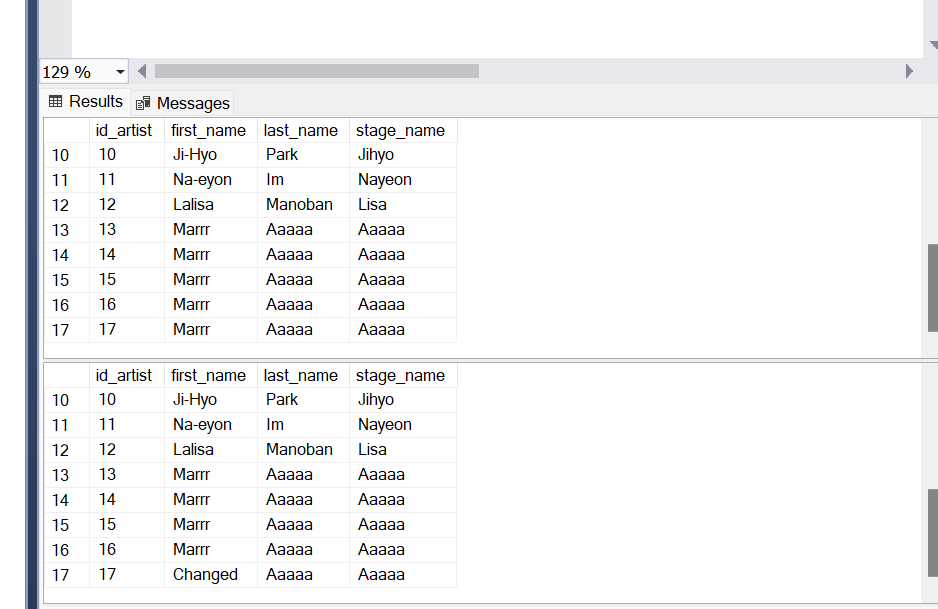 129 %
Results Messages
id_artist first_name last_name stage_name
10 10 Ji-Hyo Park Jihyo
11 11 Na-eyon Im Nayeon
12 12 Lalisa Manoban Lisa
13 13 Marrr Aaaaa Aaaaa
14 14 Marrr Aaaaa Aaaaa
15 15 Marrr Aaaaa Aaaaa
16 16 Marrr Aaaaa Aaaaa
17 17 Marrr Aaaaa Aaaaa
id_artist first_name last_name stage_name
10 10 Ji-Hyo Park Jihyo
11 11 Na-eyon Im Nayeon
12 12 Lalisa Manoban Lisa
13 13 Marrr Aaaaa Aaaaa
14 14 Marrr Aaaaa Aaaaa
15 15 Marrr Aaaaa Aaaaa
16 16 Marrr Aaaaa Aaaaa
17 17 Changed Aaaaa Aaaaa